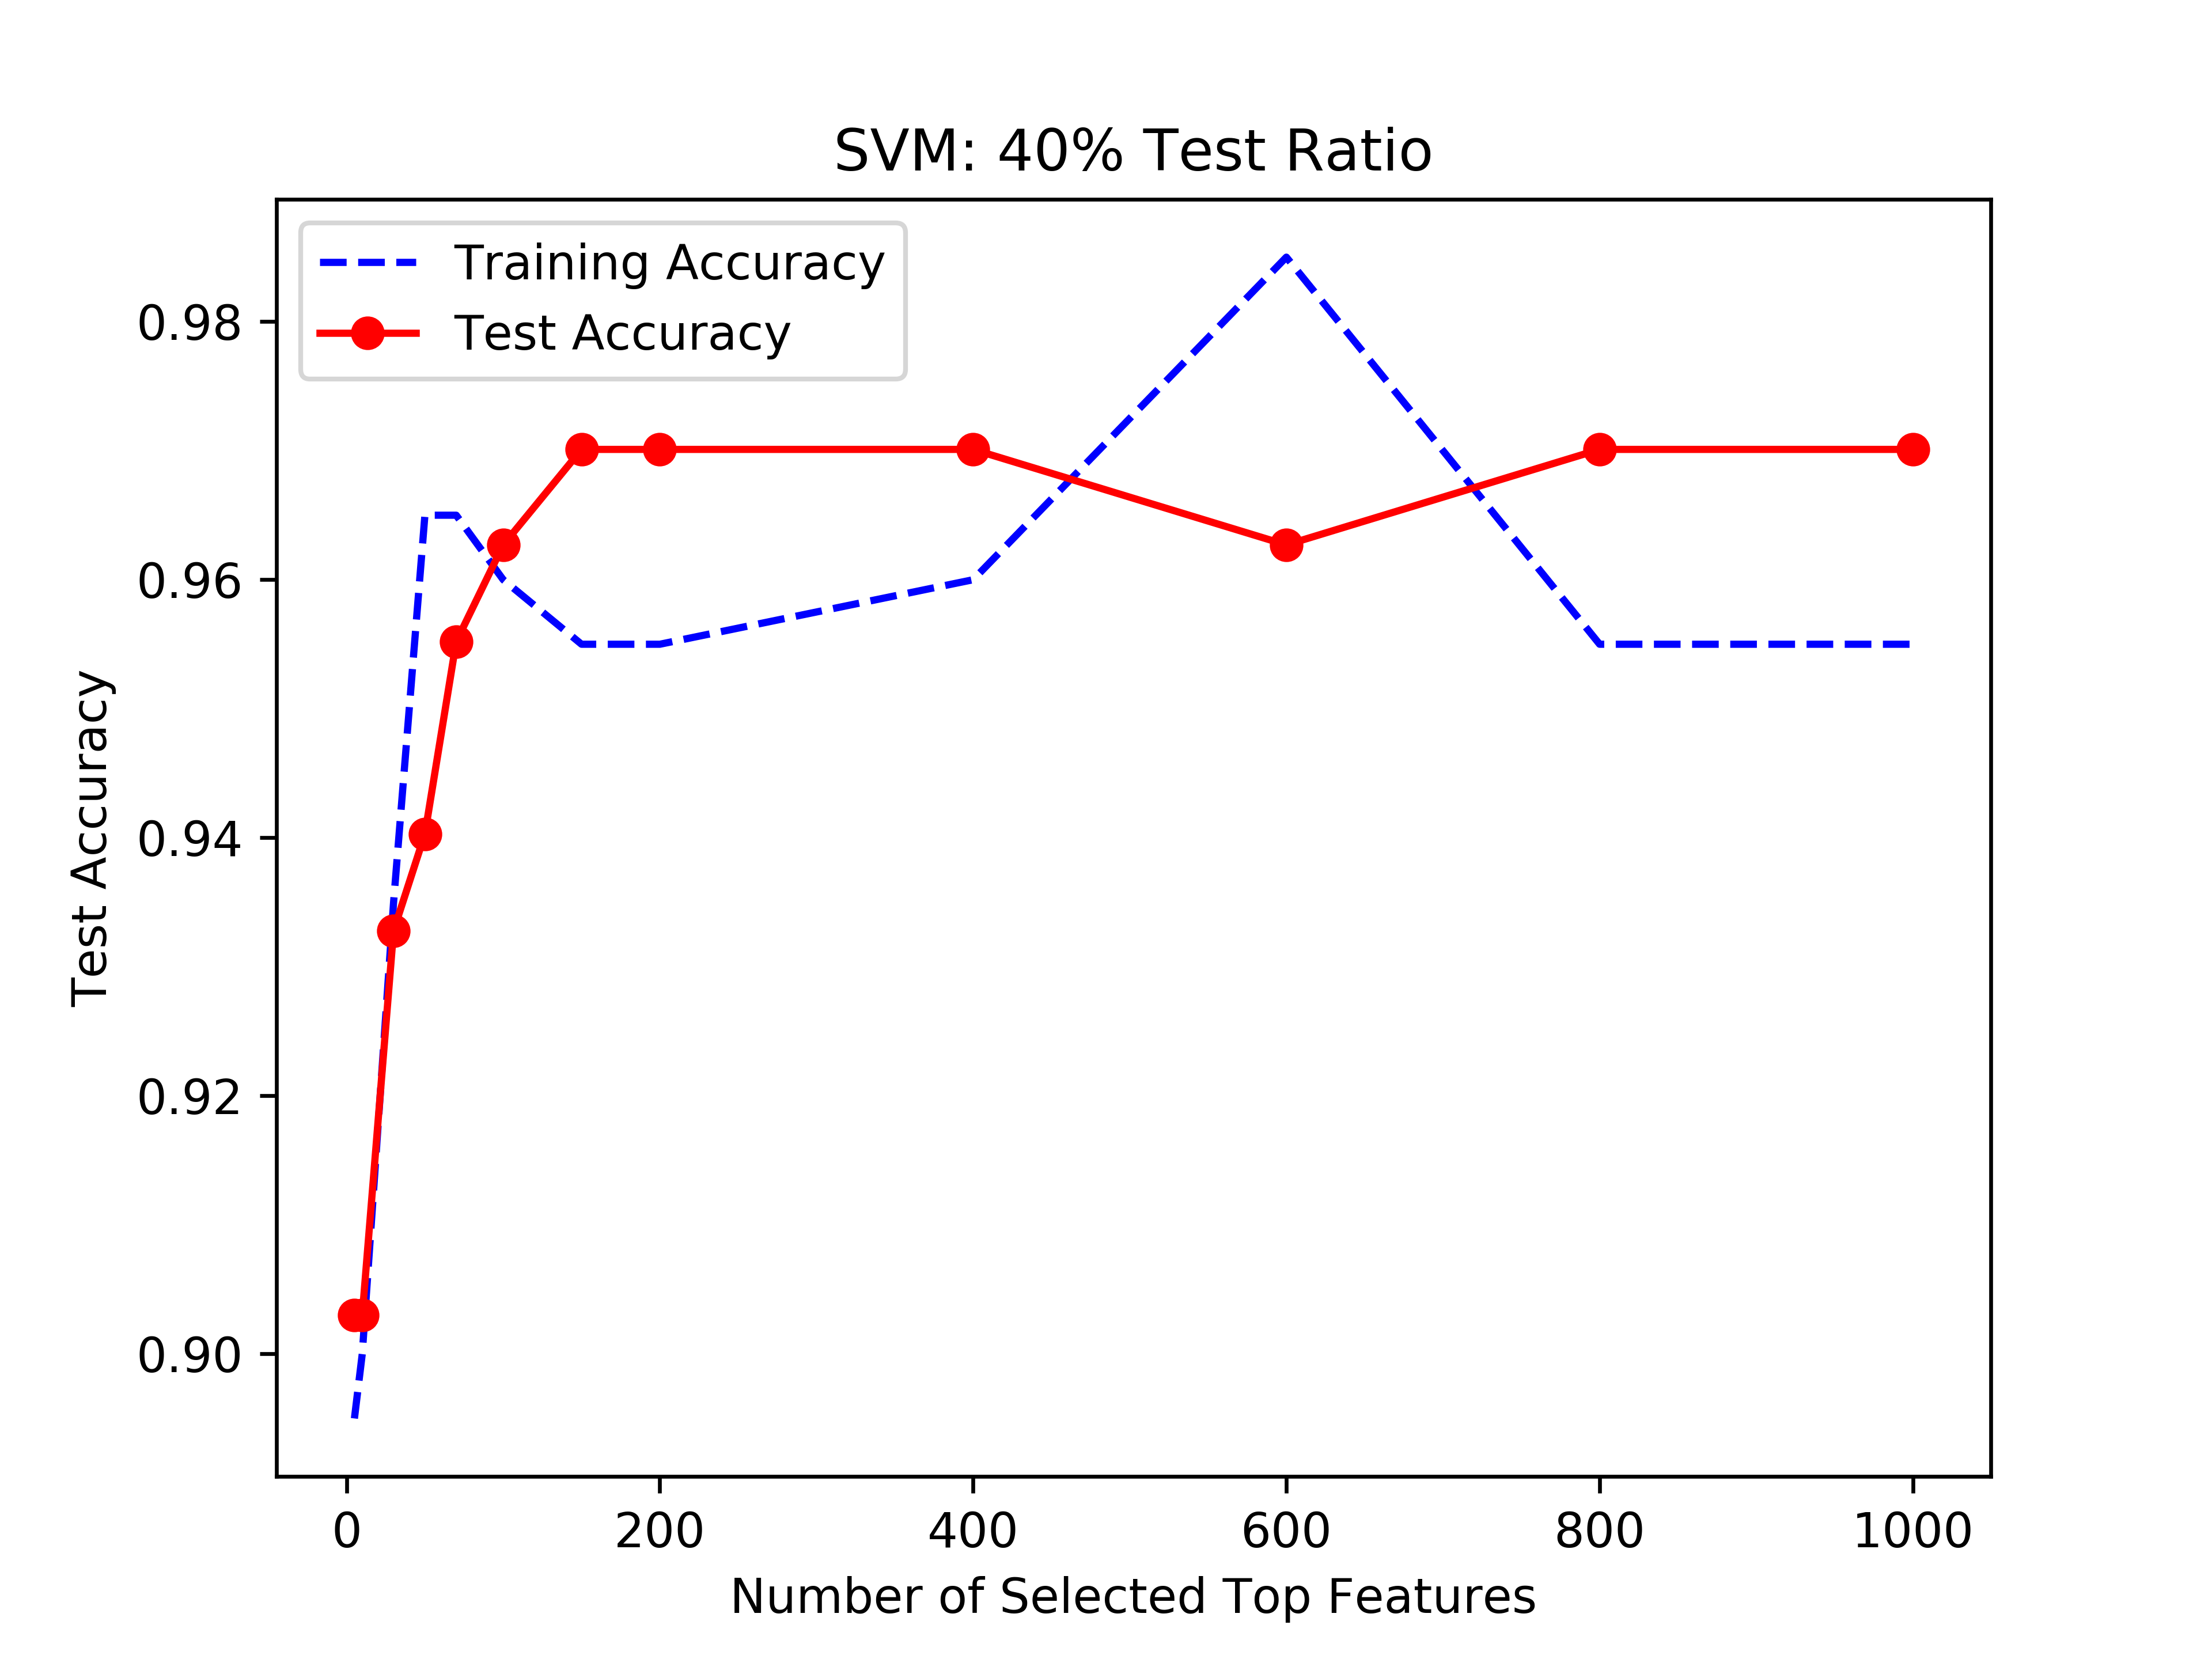 SVM: 40% Test Ratio
Training Accuracy
Test Accuracy
0.98
0.96
0.94
0.92
0.90
Test Accuracy
0 200 400 600 800 1000
Number of Selected Top Features